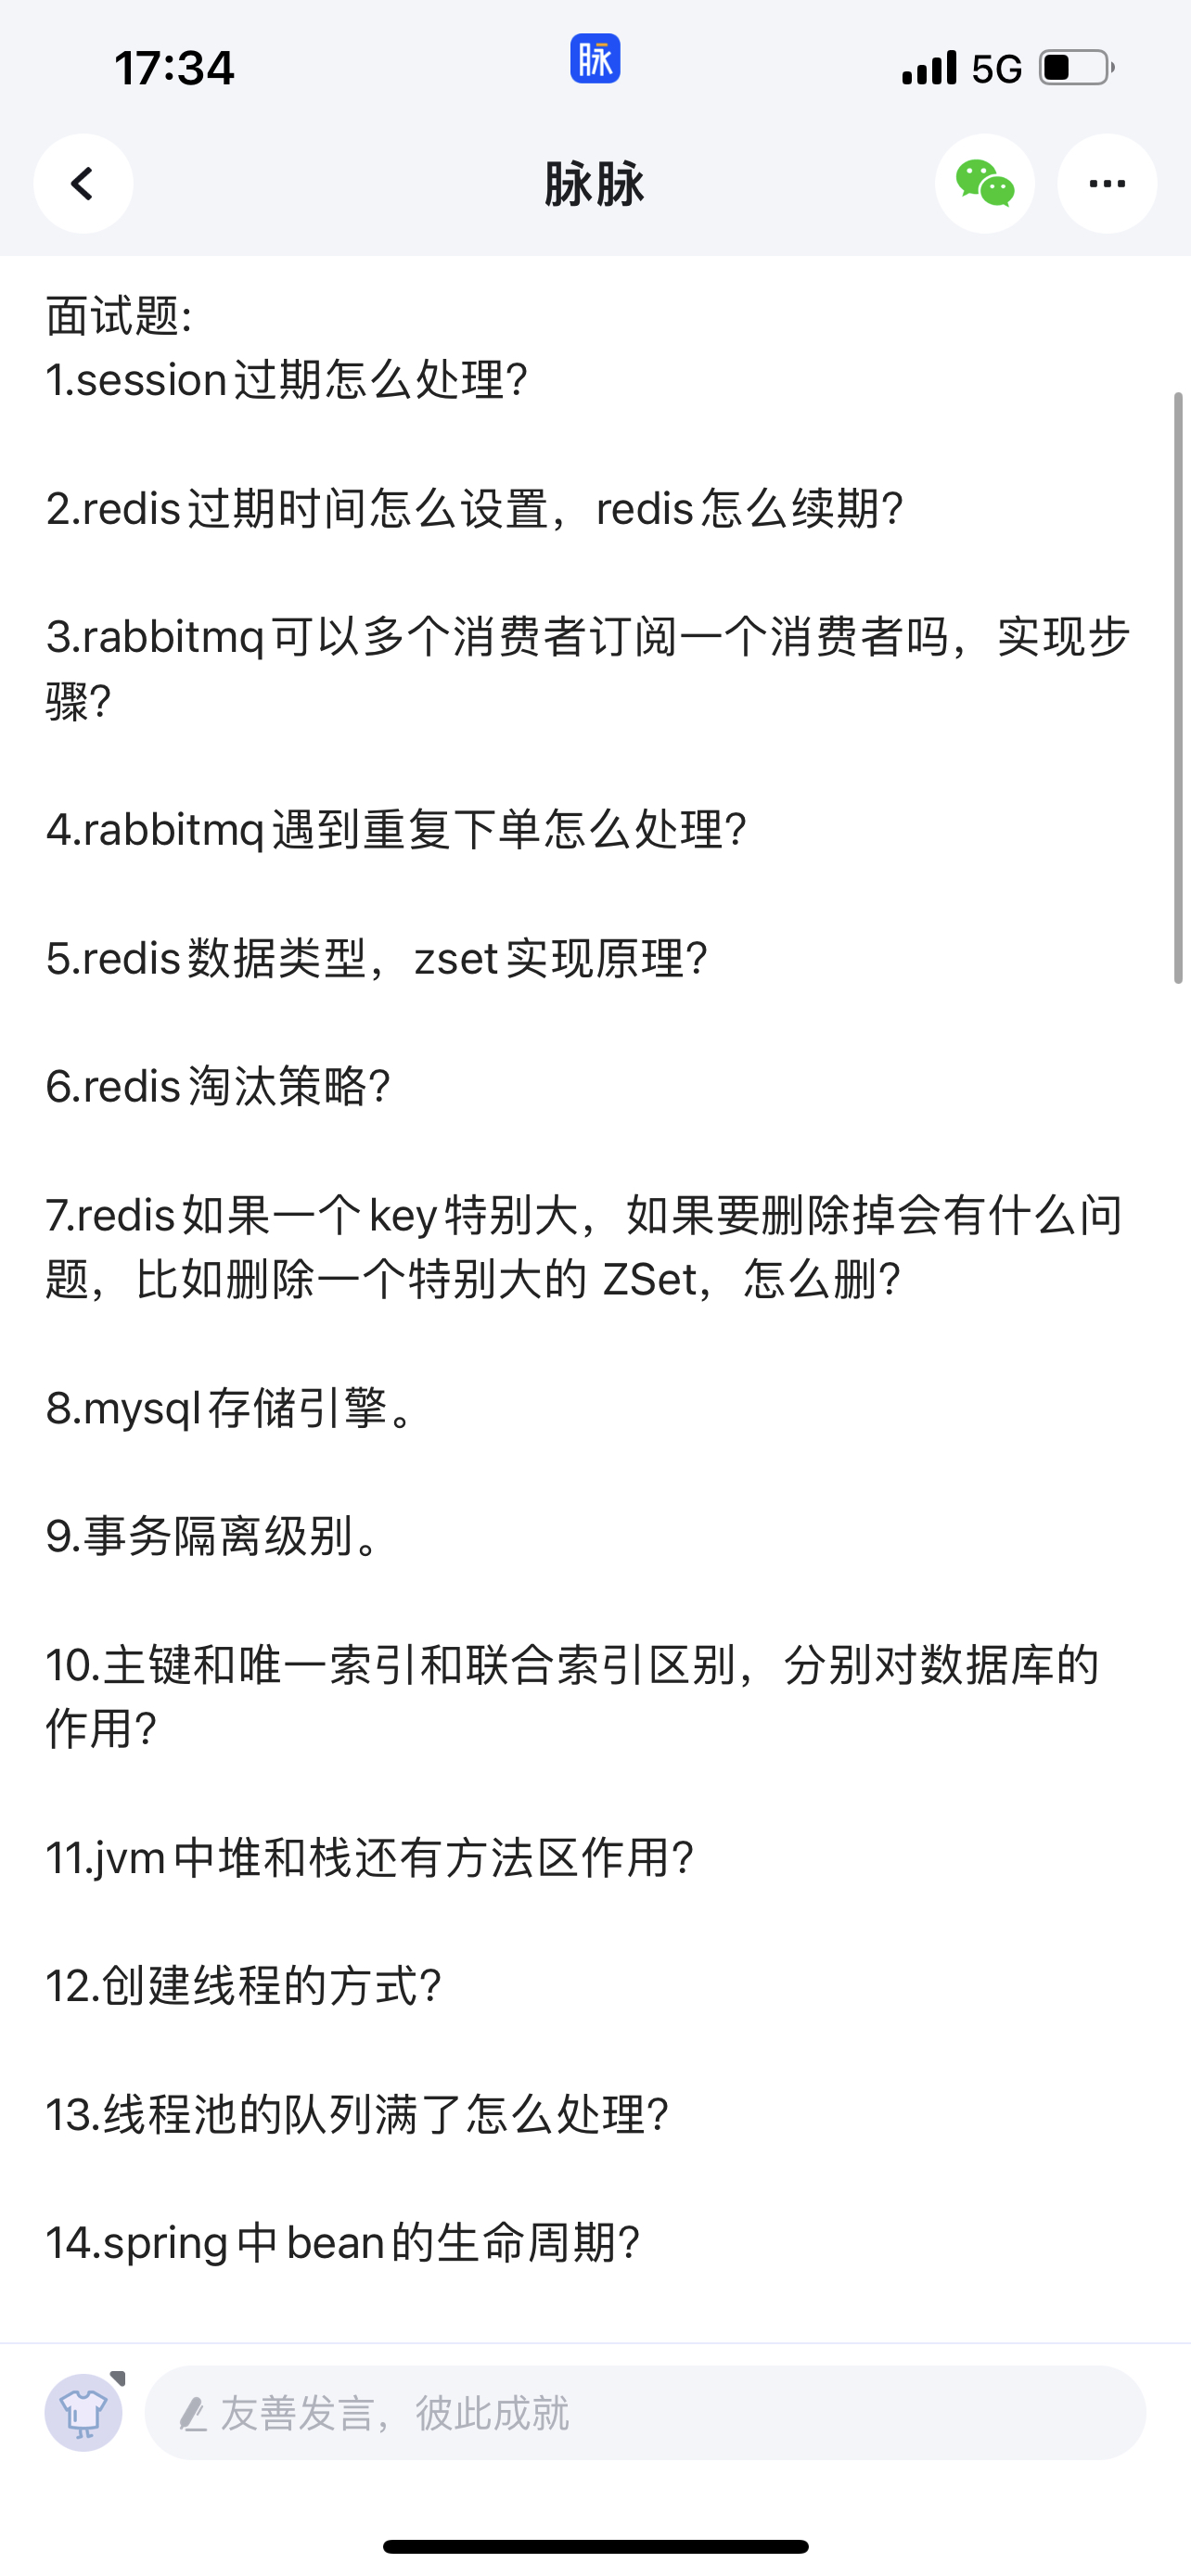 17:34
脉
5G
脉脉
面试题:
1.session过期怎么处理?
2.redis过期时间怎么设置，redis怎么续期?
3.rabbitmq可以多个消费者订阅一个消费者吗，实现步
骤?
4.rabbitmq遇到重复下单怎么处理?
5.redis数据类型，zset实现原理?
6.redis淘汰策略?
7.redis如果一个key特别大，如果要删除掉会有什么问
题，比如删除一个特别大的 ZSet，怎么删?
8.mysql存储引擎。
9.事务隔离级别。
10.主键和唯一索引和联合索引区别，分别对数据库的
作用?
11.jvm中堆和栈还有方法区作用?
12.创建线程的方式?
13.线程池的队列满了怎么处理?
14.spring中bean的生命周期?
友善发言，彼此成就